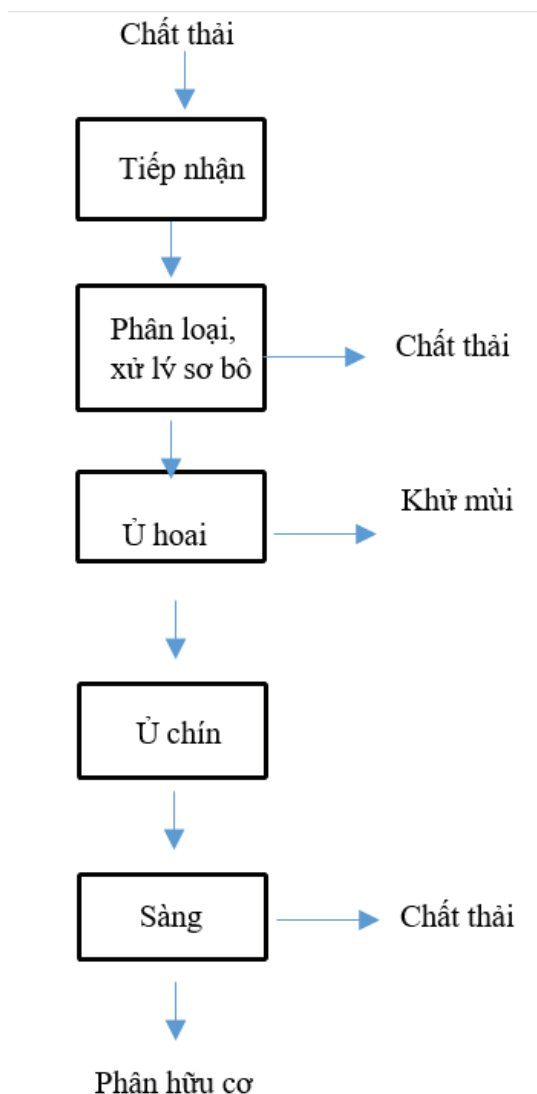 Chất thải
Tiếp nhận
Phân loại,
xử lý sơ bô
Chất thải
Khử mùi
Ủ hoai
Ủ chín
Sàng
Chất thải
Phân hữu cơ